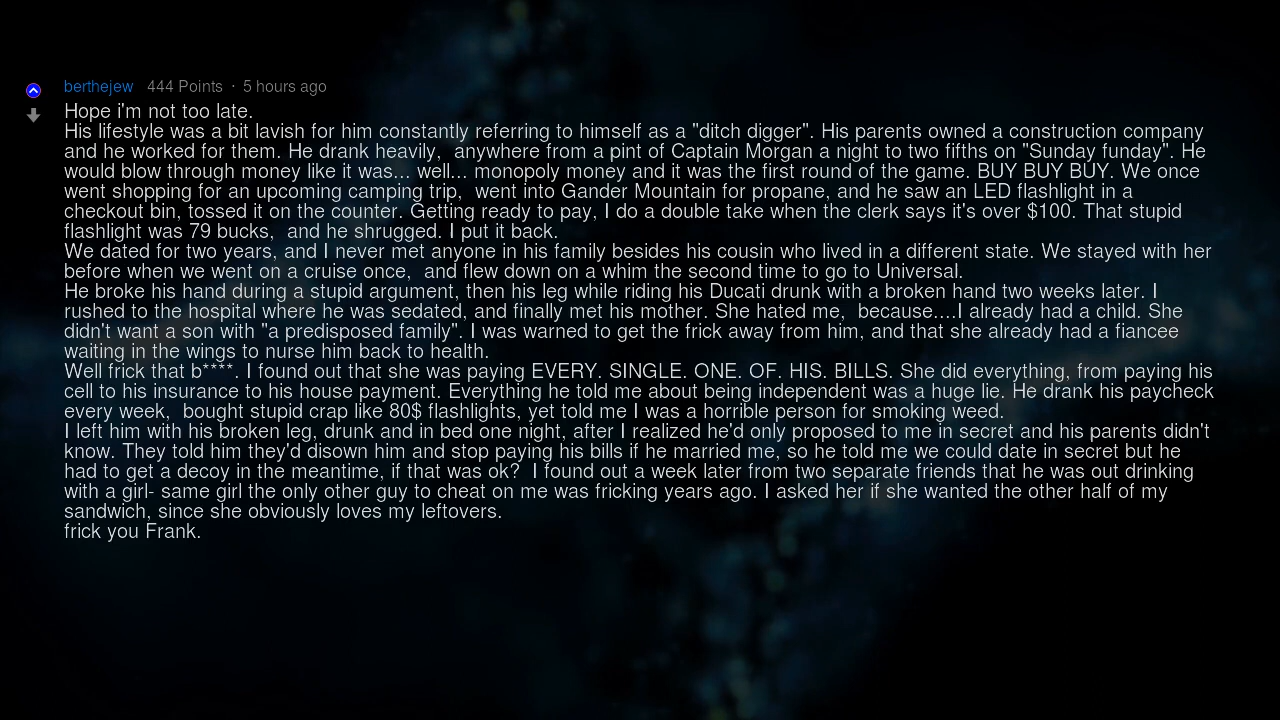 berthejew 444 Points · 5 hours ago
Hope i'm not too late.
His lifestyle was a bit lavish for him constantly referring to himself as a "ditch digger". His parents owned a construction company
and he worked for them. He drank heavily,  anywhere from a pint of Captain Morgan a night to two fifths on "Sunday funday". He
would blow through money like it was... well... monopoly money and it was the first round of the game. BUY BUY BUY. We once
went shopping for an upcoming camping trip,  went into Gander Mountain for propane, and he saw an LED flashlight in a
checkout bin, tossed it on the counter. Getting ready to pay, I do a double take when the clerk says it's over $100. That stupid
flashlight was 79 bucks,  and he shrugged. I put it back.
We dated for two years, and I never met anyone in his family besides his cousin who lived in a different state. We stayed with her
before when we went on a cruise once,  and flew down on a whim the second time to go to Universal.
He broke his hand during a stupid argument, then his leg while riding his Ducati drunk with a broken hand two weeks later. I
rushed to the hospital where he was sedated, and finally met his mother. She hated me,  because....I already had a child. She
didn't want a son with "a predisposed family". I was warned to get the frick away from him, and that she already had a fiancee
waiting in the wings to nurse him back to health.
Well frick that b****. I found out that she was paying EVERY. SINGLE. ONE. OF. HIS. BILLS. She did everything, from paying his
cell to his insurance to his house payment. Everything he told me about being independent was a huge lie. He drank his paycheck
every week,  bought stupid crap like 80$ flashlights, yet told me I was a horrible person for smoking weed.
I left him with his broken leg, drunk and in bed one night, after I realized he'd only proposed to me in secret and his parents didn't
know. They told him they'd disown him and stop paying his bills if he married me, so he told me we could date in secret but he
had to get a decoy in the meantime, if that was ok?  I found out a week later from two separate friends that he was out drinking
with a girl- same girl the only other guy to cheat on me was fricking years ago. I asked her if she wanted the other half of my
sandwich, since she obviously loves my leftovers.
frick you Frank.